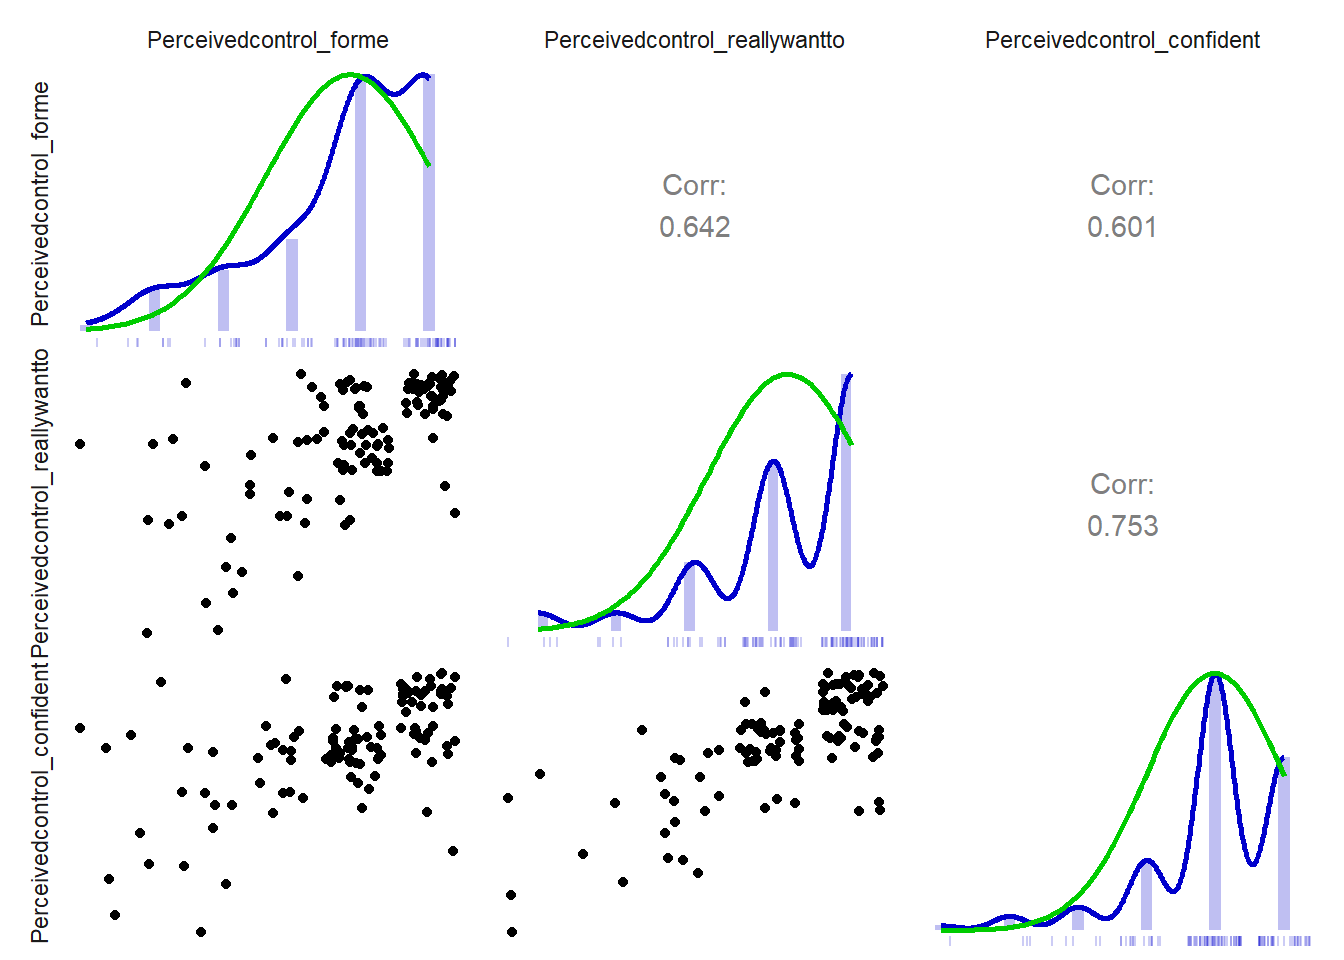 Perceivedcontrol_forme
Perceivedcontrol_reallywantto
Perceivedcontrol_confident
Perceivedcontrol_forme
Corr:
0.642
Corr:
0.601
Perceivedcontrol_reallywantto
Corr:
0.753
Perceivedcontrol_confident